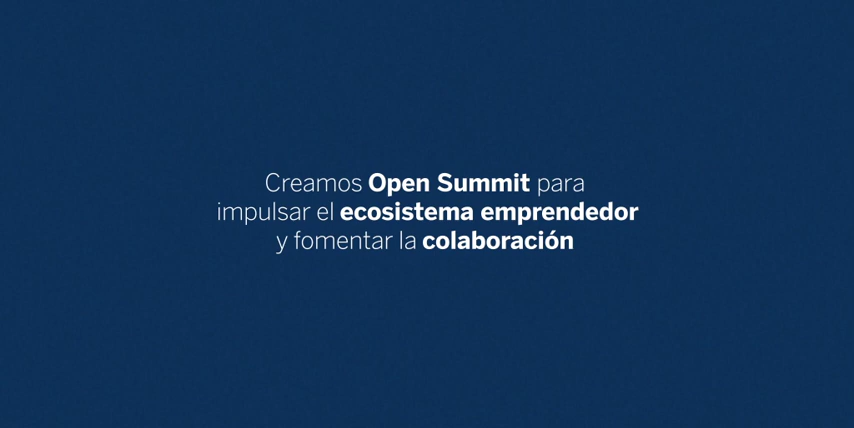 Creamos Open Summit para
impulsar el ecosistema emprendedor
y fomentar la colaboración